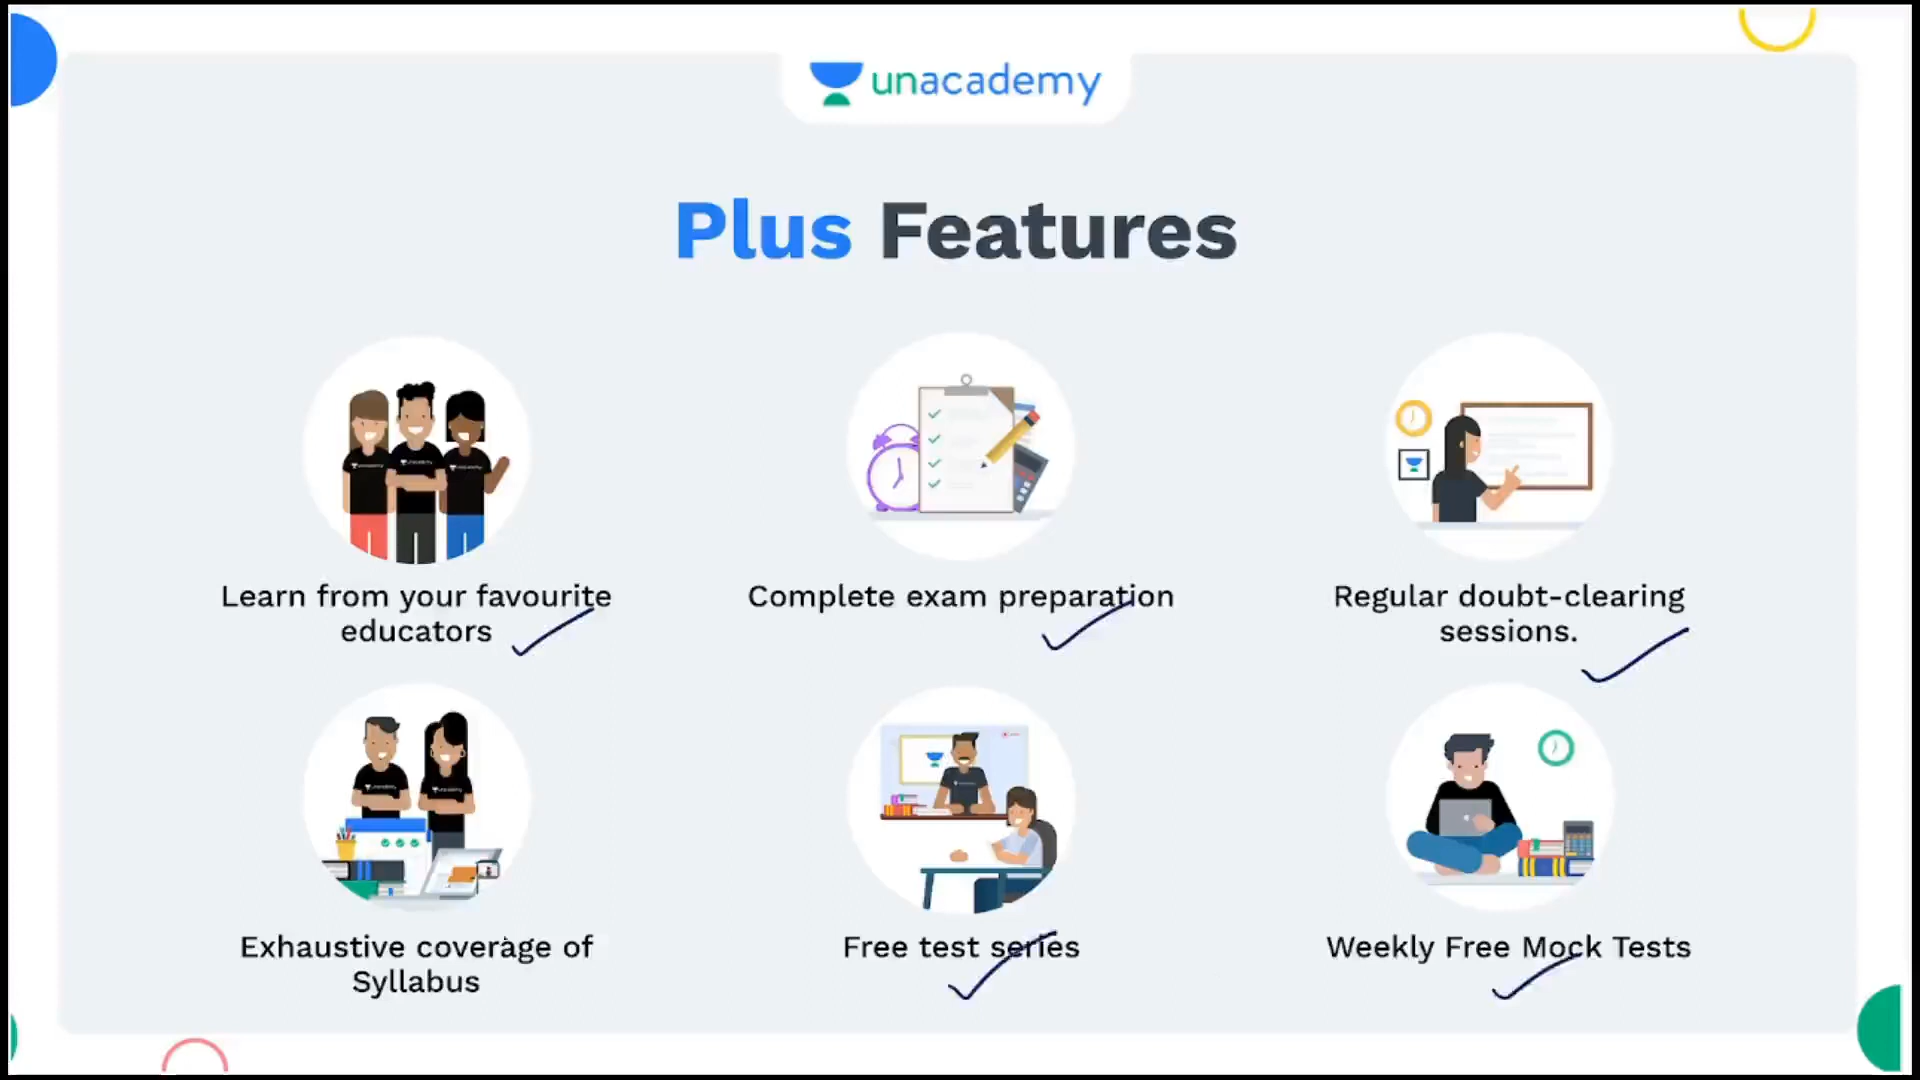 unacademy
Plus Features
Learn from your favourite
educators
Complete exam preparation
Regular doubt-clearing
sessions.
Exhaustive coverage of
Syllabus
Free test series
Weekly Free Mock Tests